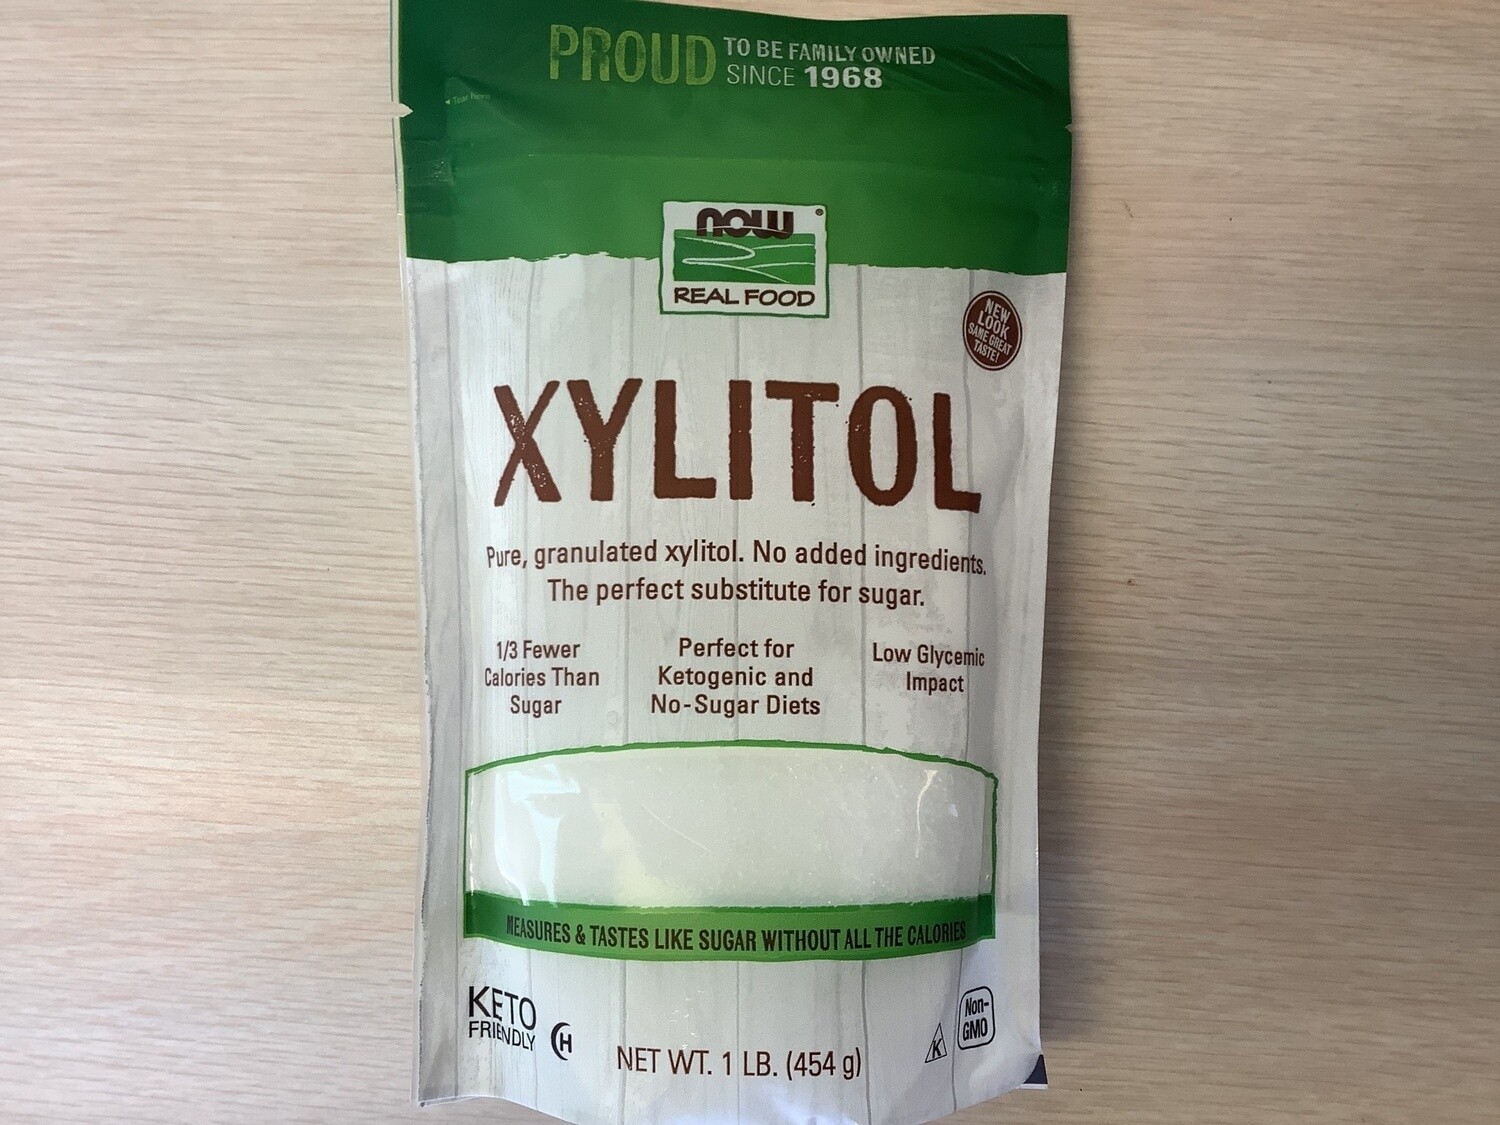 PROUD TO BE FAMILY OWNED
SINCE 1968
◄ Tear here
now®
REAL FOOD
NEW
LOOK
SAME GREAT
TASTE!
XYLITOL
Pure, granulated xylitol. No added ingredients.
The perfect substitute for sugar.
1/3 Fewer
Calories Than
Sugar
Perfect for
Ketogenic and
No-Sugar Diets
Low Glycemic
Impact
MEASURES & TASTES LIKE SUGAR WITHOUT ALL THE CALORIES
KETO
FRIENDLY
H
NET WT. 1 LB. (454 g)
K
Non-
GMO